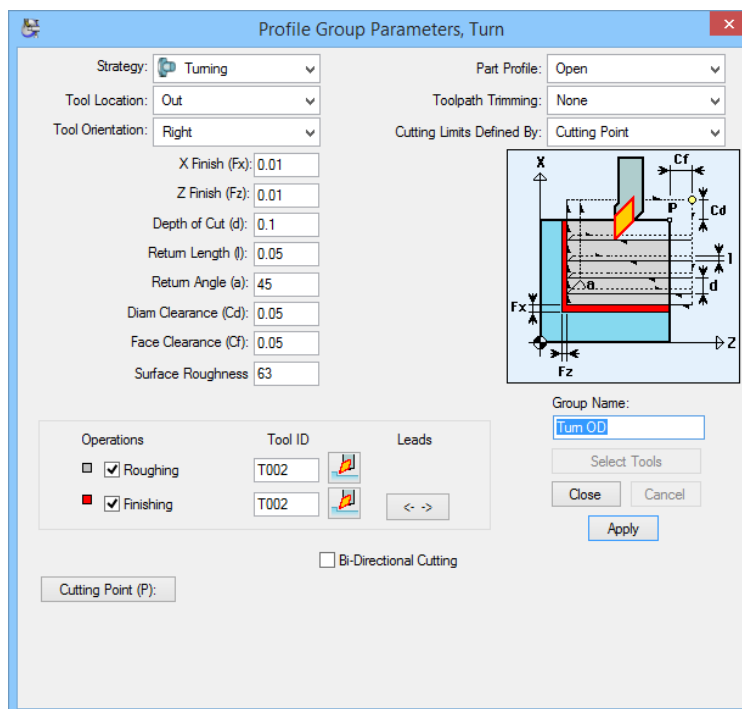 Profile Group Parameters, Turn
Strategy: Turning
Part Profile: Open
Tool Location: Out
Toolpath Trimming: None
Tool Orientation: Right
Cutting Limits Defined By: Cutting Point
X Finish (Fx): 0.01
Z Finish (Fz): 0.01
Depth of Cut (d): 0.1
Return Length (l): 0.05
Return Angle (a): 45
Diam Clearance (Cd): 0.05
Face Clearance (Cf): 0.05
Surface Roughness 63
X
Cf
P
Cd
l
a
d
Fx
Z
Fz
Group Name:
Turn OD
Operations Tool ID Leads
Roughing T002
Select Tools
Finishing T002 <- ->
Close Cancel
Apply
Bi-Directional Cutting
Cutting Point (P):